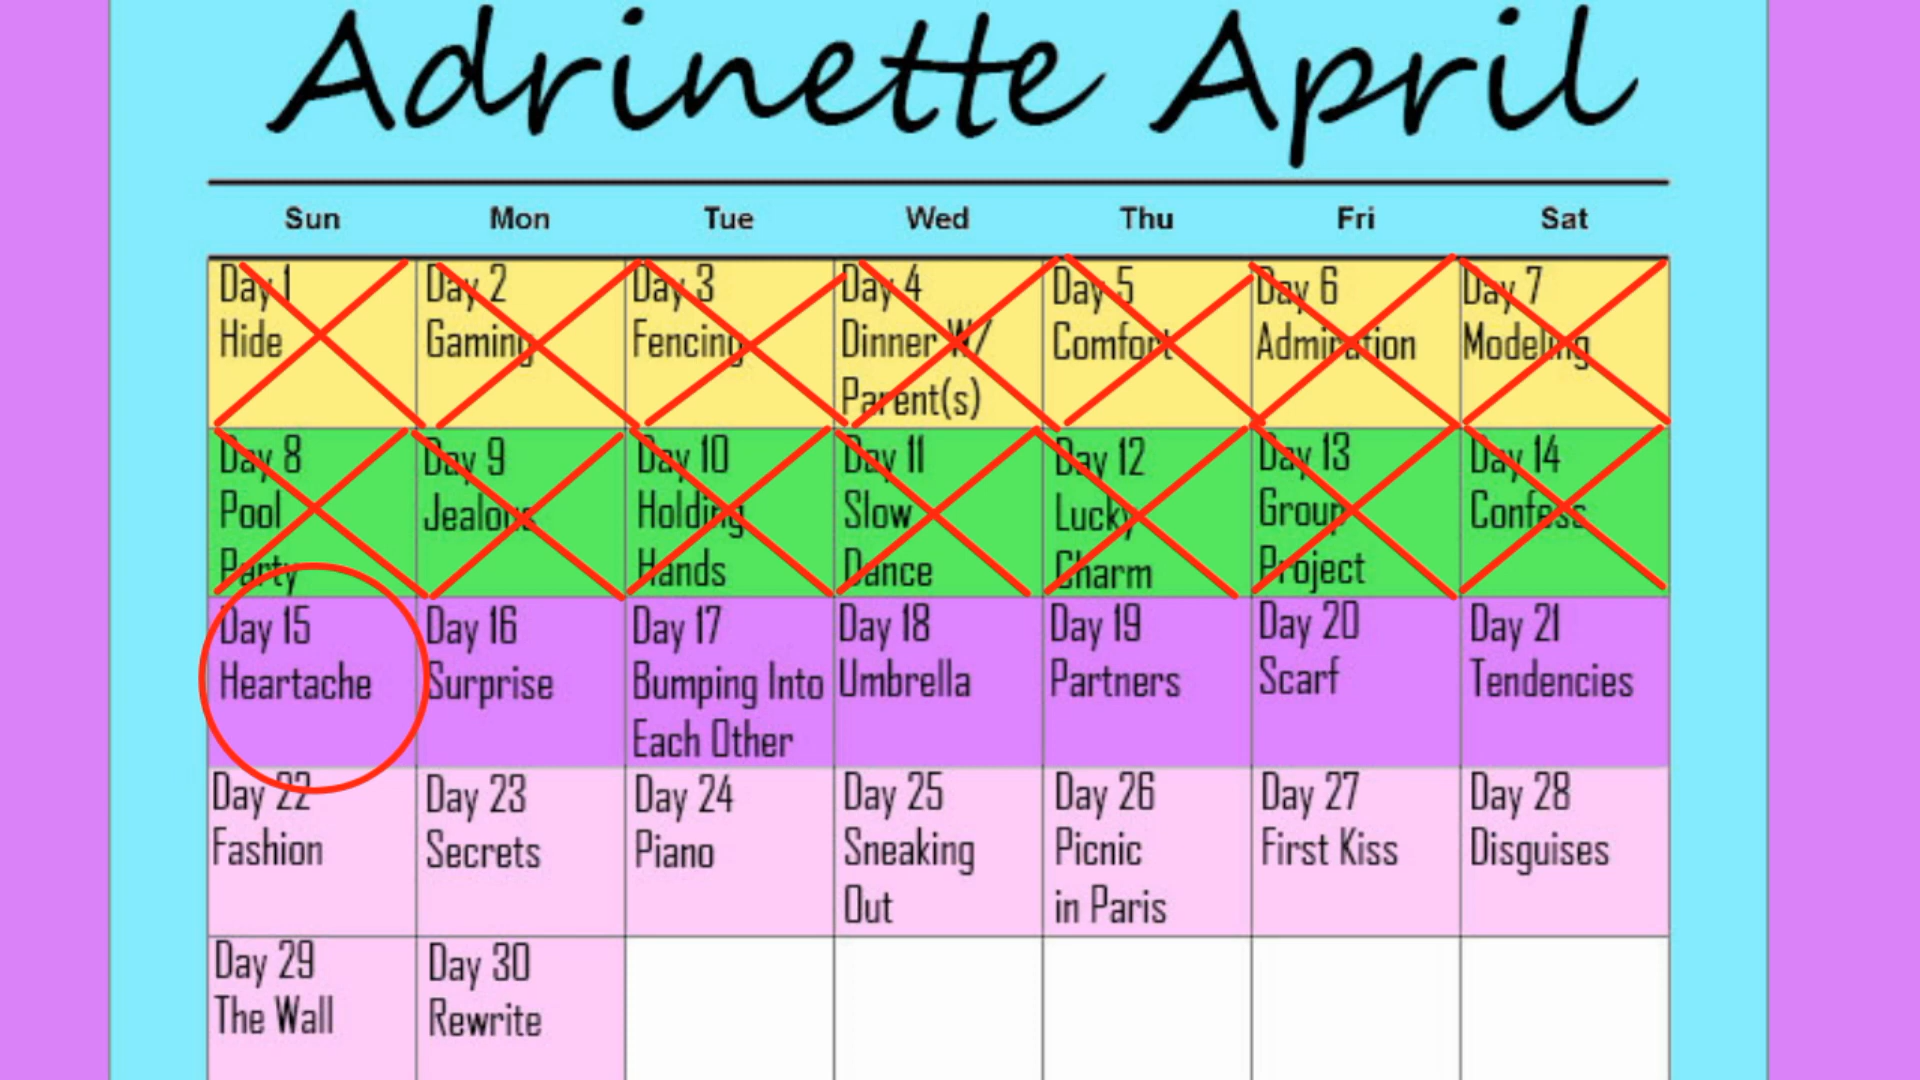 Adrinette April
Sun Mon Tue Wed Thu Fri Sat
Day 1
Hide
Day 2
Gaming
Day 3
Fencing
Day 4
Dinner W/
Parent(s)
Day 5
Comfort
Day 6
Admiration
Day 7
Modeling
Day 8
Pool
Party
Day 9
Jealous
Day 10
Holding
Hands
Day 11
Slow
Dance
Day 12
Lucky
Charm
Day 13
Group
Project
Day 14
Confess
Day 15
Heartache
Day 16
Surprise
Day 17
Bumping Into
Each Other
Day 18
Umbrella
Day 19
Partners
Day 20
Scarf
Day 21
Tendencies
Day 22
Fashion
Day 23
Secrets
Day 24
Piano
Day 25
Sneaking
Out
Day 26
Picnic
in Paris
Day 27
First Kiss
Day 28
Disguises
Day 29
The Wall
Day 30
Rewrite